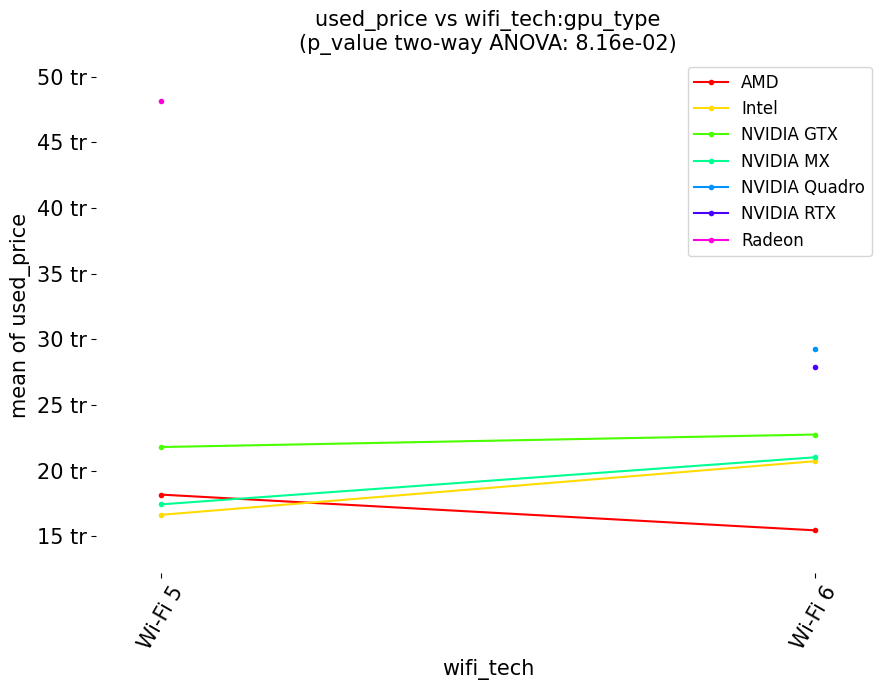 used_price vs wifi_tech:gpu_type
(p_value two-way ANOVA: 8.16e-02)
50 tr
45 tr
40 tr
35 tr
30 tr
25 tr
20 tr
15 tr
mean of used_price
AMD
Intel
NVIDIA GTX
NVIDIA MX
NVIDIA Quadro
NVIDIA RTX
Radeon
Wi-Fi 5
Wi-Fi 6
wifi_tech